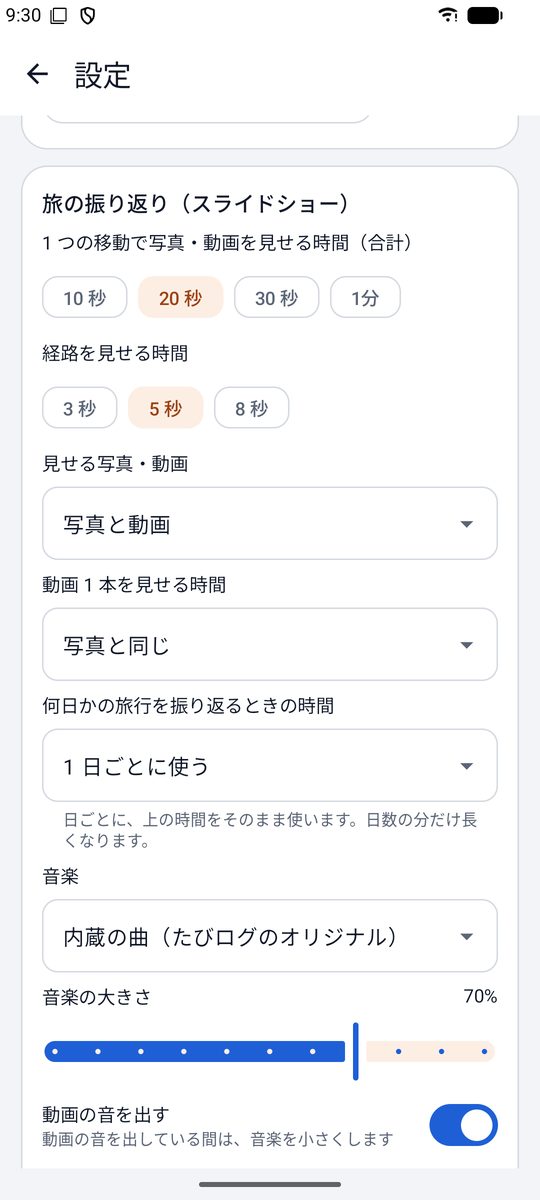 9:30
設定
旅の振り返り（スライドショー）
1 つの移動で写真・動画を見せる時間（合計）
10 秒 20 秒 30 秒 1分
経路を見せる時間
3 秒 5 秒 8 秒
見せる写真・動画
写真と動画
動画 1 本を見せる時間
写真と同じ
何日かの旅行を振り返るときの時間
1 日ごとに使う
日ごとに、上の時間をそのまま使います。日数の分だけ長
くなります。
音楽
内蔵の曲（たびログのオリジナル）
音楽の大きさ 70%
動画の音を出す
動画の音を出している間は、音楽を小さくします